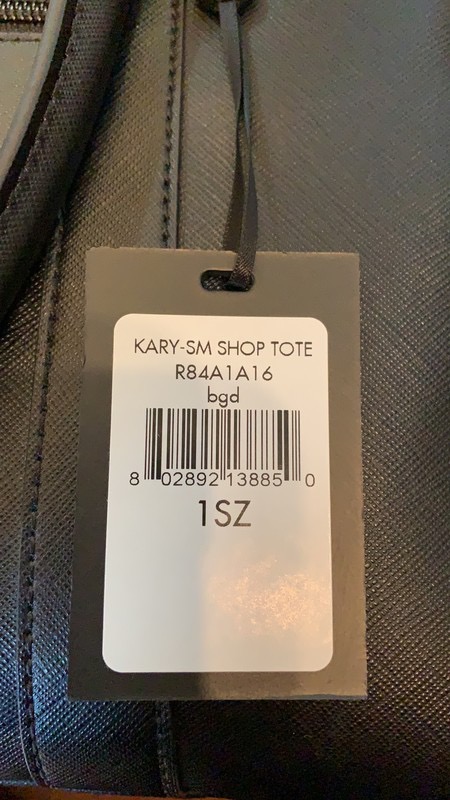 KARY-SM SHOP TOTE
R84A1A16
bgd
8 02892 13885 0
1SZ